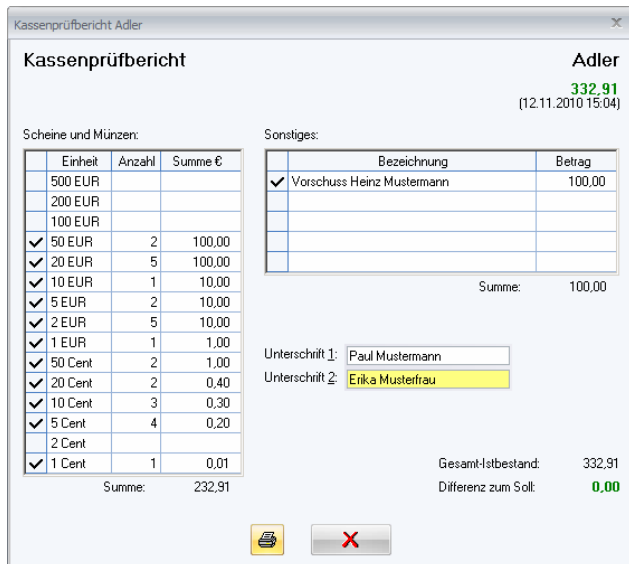 Kassenprüfbericht Adler
Kassenprüfbericht
Adler
332,91
(12.11.2010 15:04)
Scheine und Münzen:
Einheit Anzahl Summe €
500 EUR
200 EUR
100 EUR
50 EUR 2 100,00
20 EUR 5 100,00
10 EUR 1 10,00
5 EUR 2 10,00
2 EUR 5 10,00
1 EUR 1 1,00
50 Cent 2 1,00
20 Cent 2 0,40
10 Cent 3 0,30
5 Cent 4 0,20
2 Cent
1 Cent 1 0,01
Summe: 232,91
Sonstiges:
Bezeichnung Betrag
Vorschuss Heinz Mustermann 100,00
Summe: 100,00
Unterschrift 1: Paul Mustermann
Unterschrift 2: Erika Musterfrau
Gesamt-Istbestand: 332,91
Differenz zum Soll: 0,00